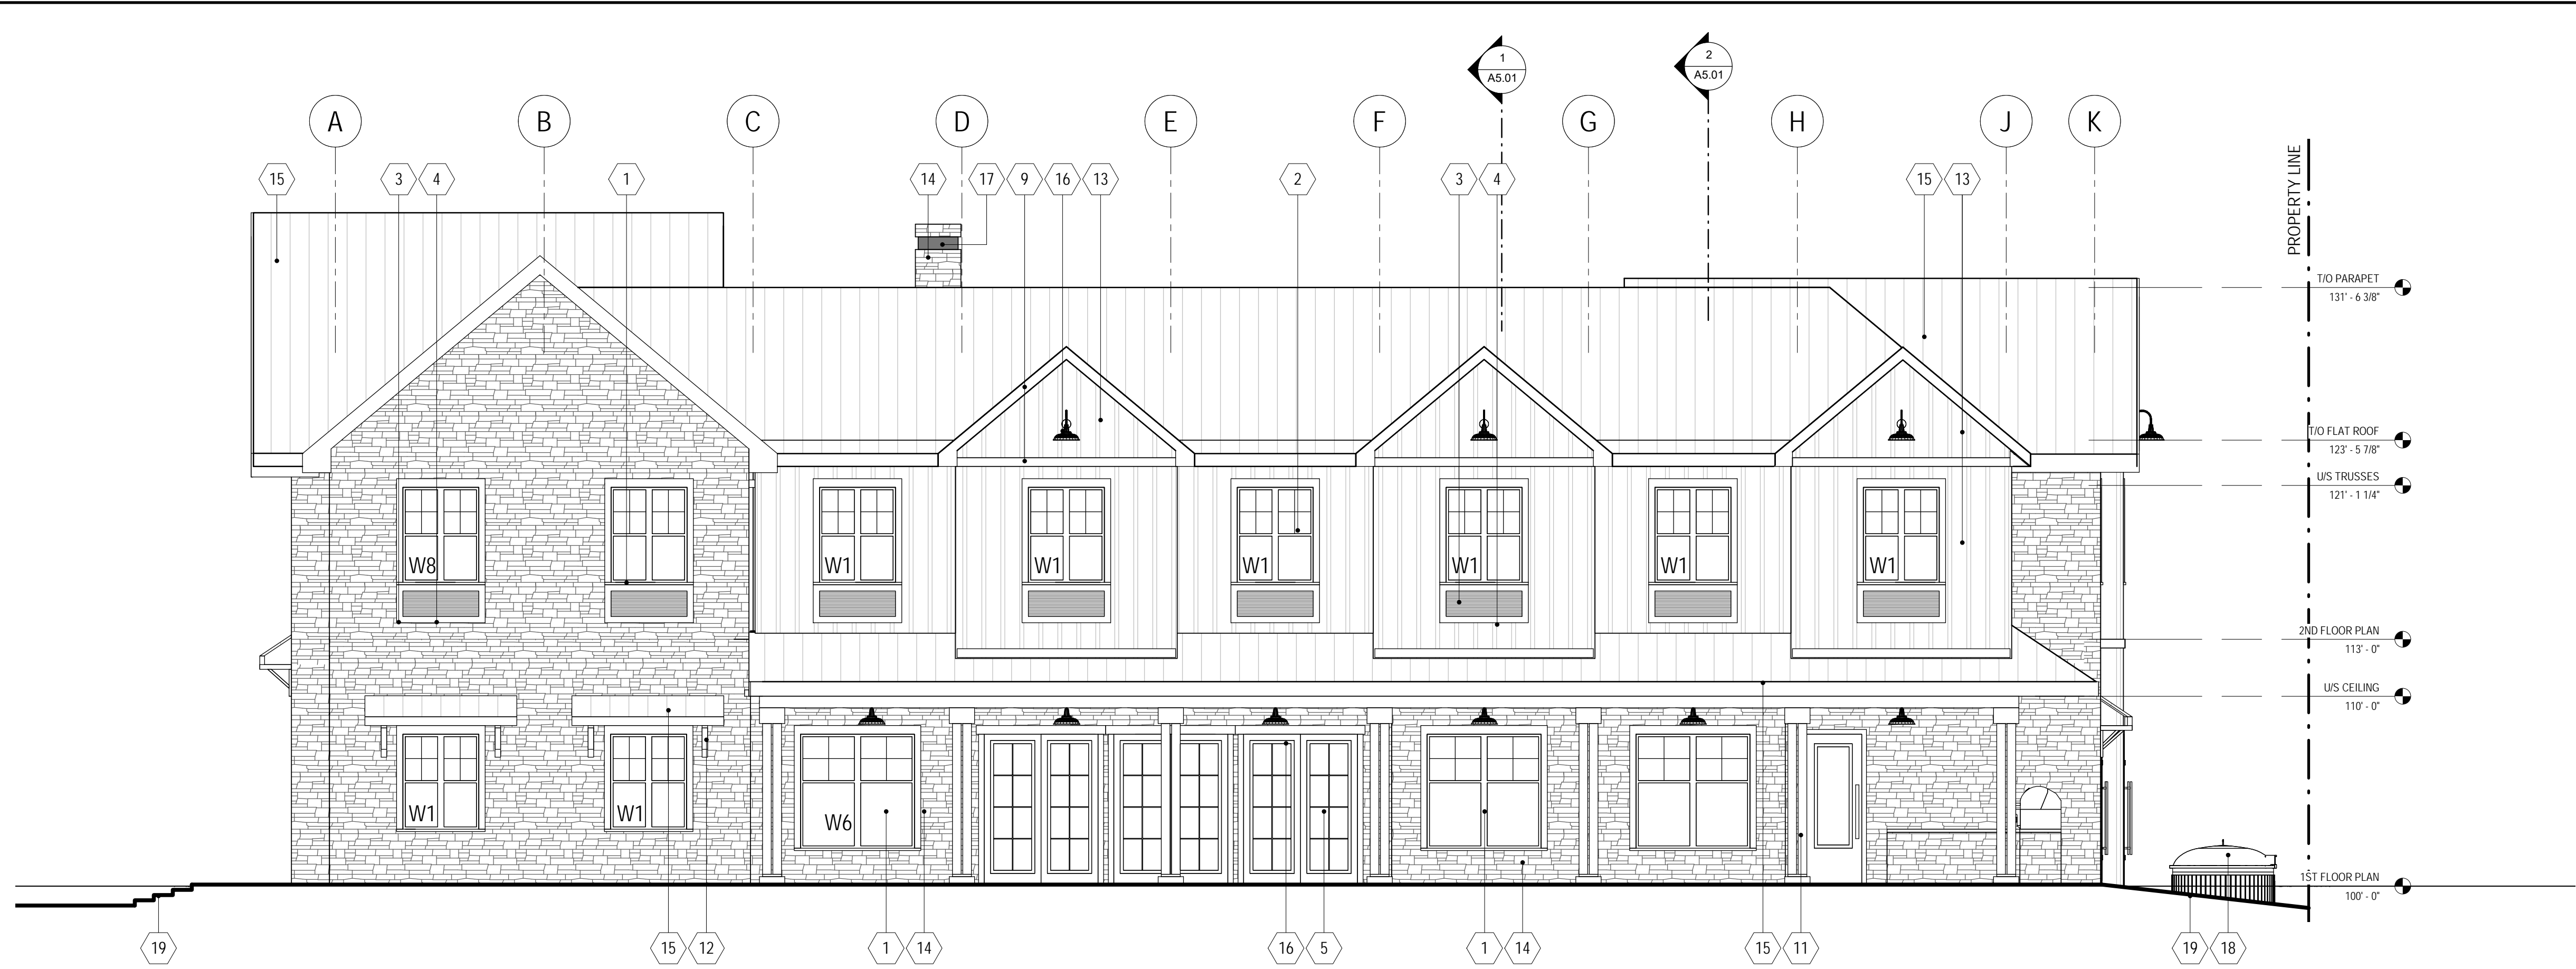 1
A5.01
2
A5.01
A B C D E F G H J K
15 3 4 1 14 17 9 16 13 2 3 4 15 13
PROPERTY LINE
T/O PARAPET
131' - 6 3/8"
T/O FLAT ROOF
123' - 5 7/8"
U/S TRUSSES
121' - 1 1/4"
W8 W1 W1 W1 W1 W1 W1
2ND FLOOR PLAN
113' - 0"
U/S CEILING
110' - 0"
W1 W1 W6
1ST FLOOR PLAN
100' - 0"
19 15 12 1 14 16 5 1 14 15 11 19 18